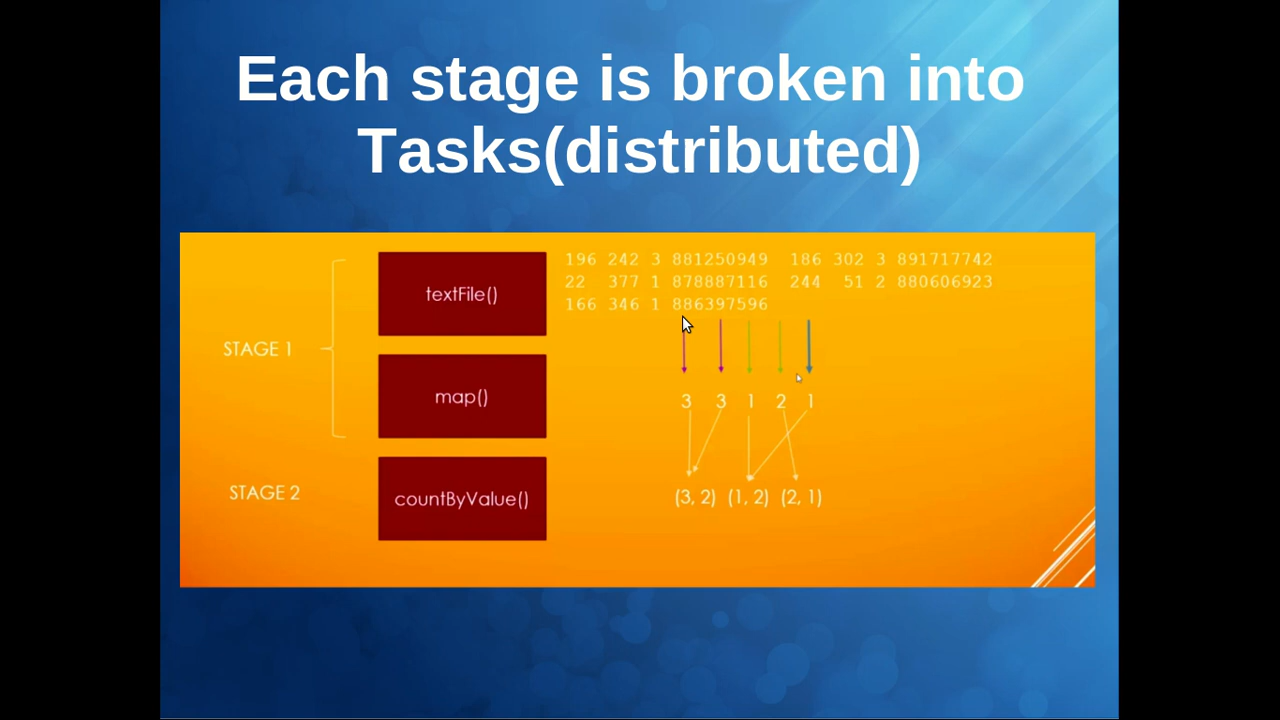 Each stage is broken into
Tasks(distributed)
STAGE 1
textFile()
map()
STAGE 2
countByValue()
196 242 3 881250949 186 302 3 891717742
22 377 1 878887116 244 51 2 880606923
166 346 1 886397596
3 3 1 2 1
(3, 2) (1, 2) (2, 1)